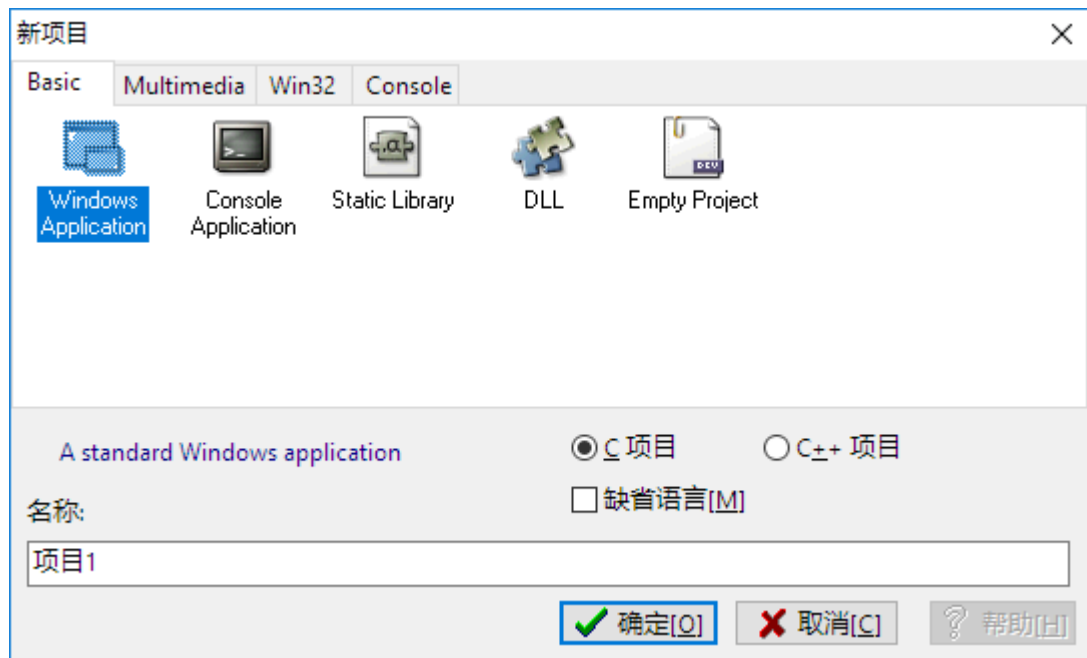 新项目
Basic Multimedia Win32 Console
Windows Application
Console Application
Static Library
DLL
DEV
Empty Project
A standard Windows application
C 项目 C++ 项目
缺省语言[M]
名称:
项目1
确定[O] 取消[C] 帮助[H]